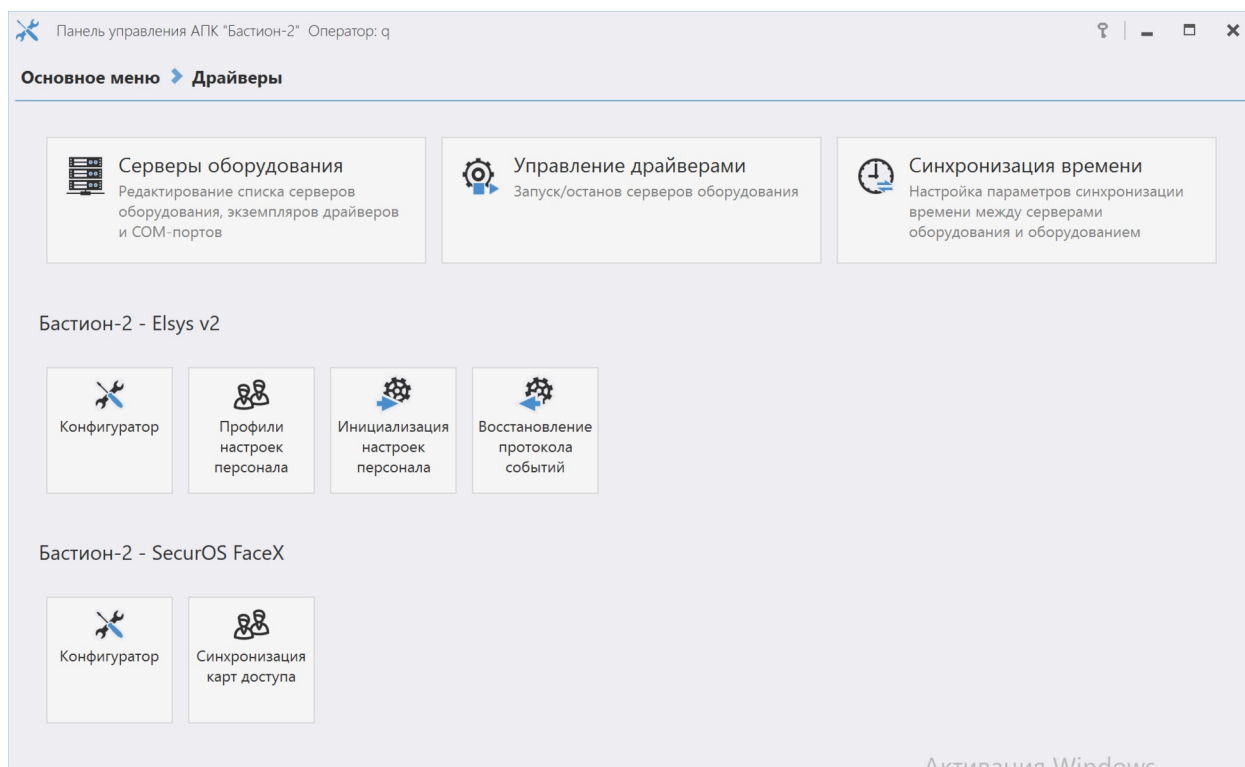 Панель управления АПК "Бастион-2" Оператор: q
Основное меню Драйверы
Серверы оборудования
Редактирование списка серверов
оборудования, экземпляров драйверов
и COM-портов
Управление драйверами
Запуск/останов серверов оборудования
Синхронизация времени
Настройка параметров синхронизации
времени между серверами
оборудования и оборудованием
Бастион-2 - Elsys v2
Конфигуратор
Профили
настроек
персонала
Инициализация
настроек
персонала
Восстановление
протокола
событий
Бастион-2 - SecurOS FaceX
Конфигуратор
Синхронизация
карт доступа
Активация Windows